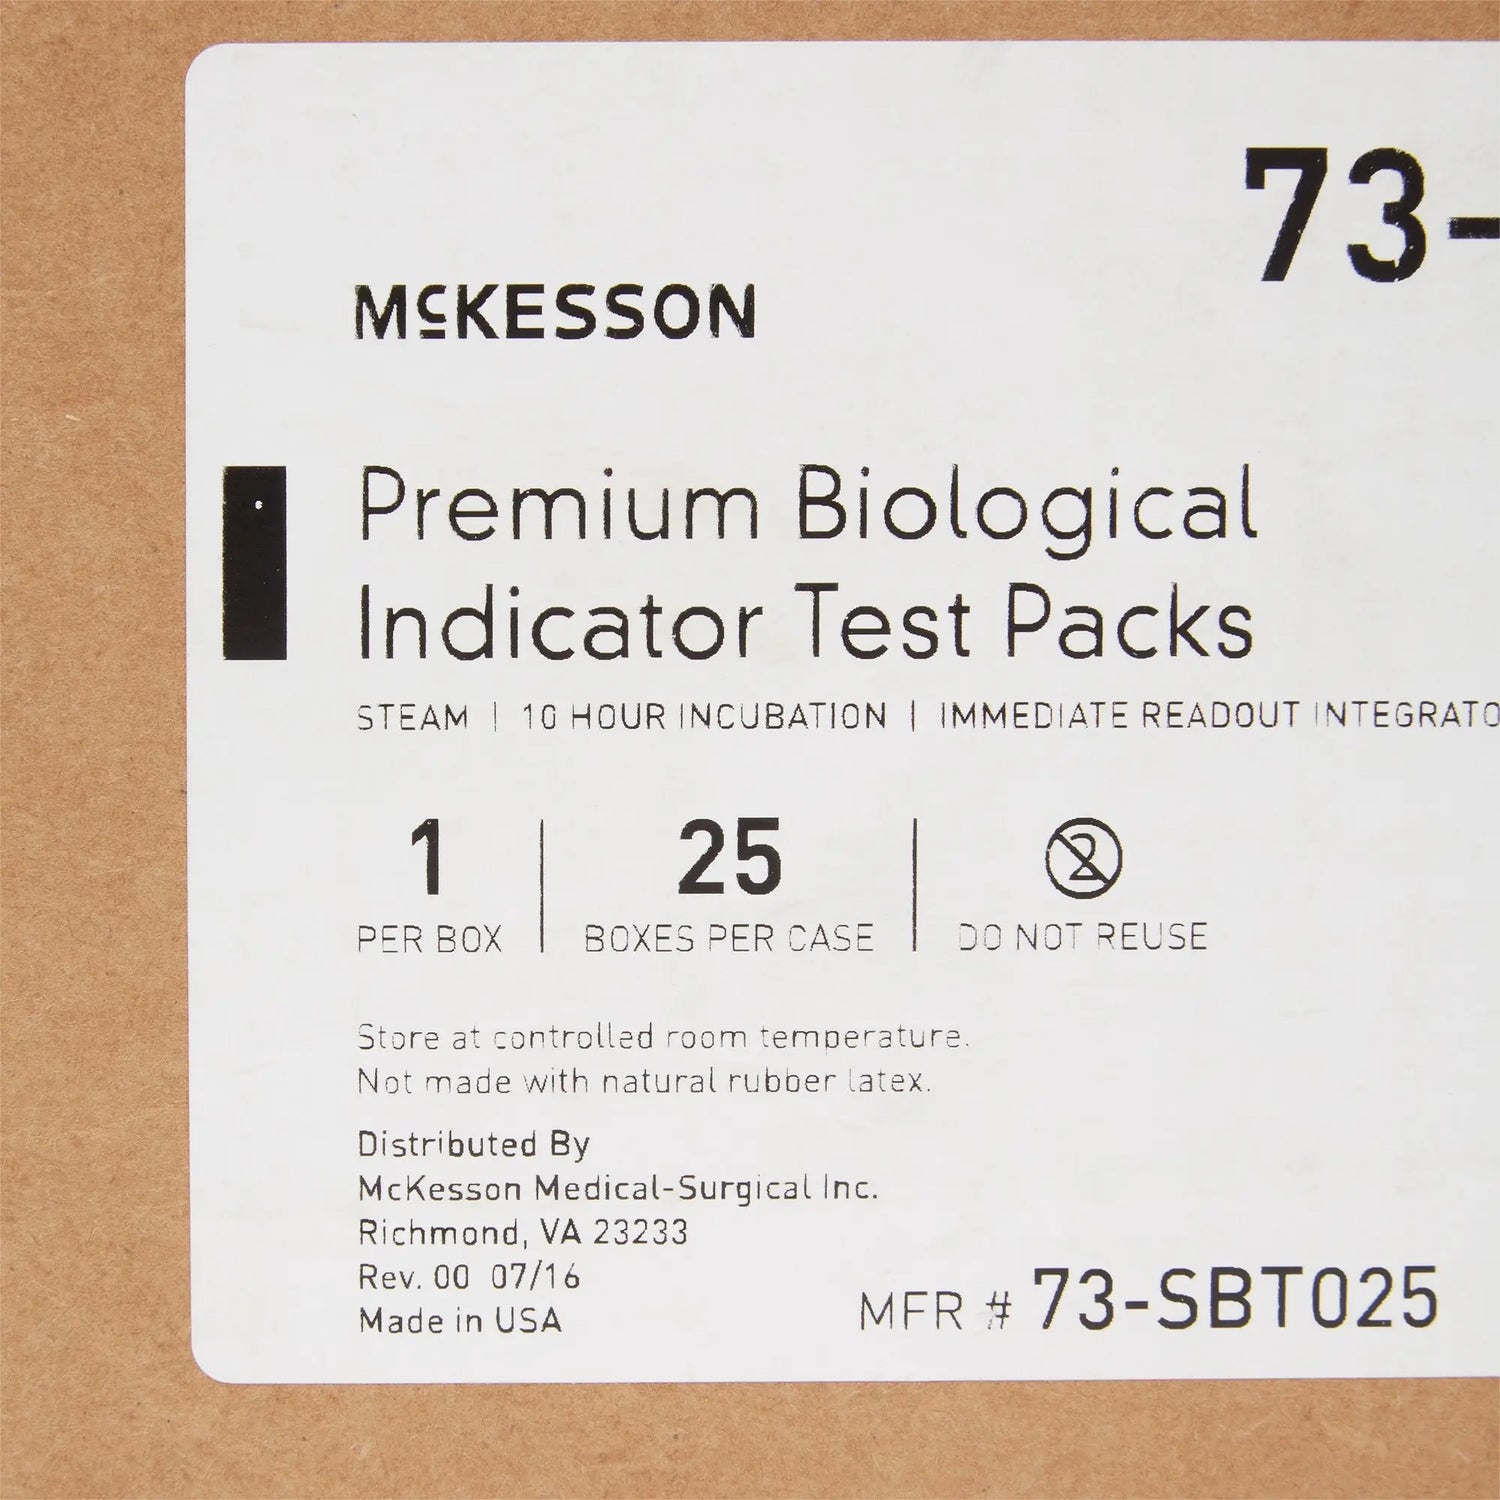 73-
McKESSON
Premium Biological
Indicator Test Packs
STEAM | 10 HOUR INCUBATION | IMMEDIATE READOUT INTEGRATO
1
PER BOX
25
BOXES PER CASE
2
DO NOT REUSE
Store at controlled room temperature.
Not made with natural rubber latex.
Distributed By
McKesson Medical-Surgical Inc.
Richmond, VA 23233
Rev. 00 07/16
Made in USA
MFR # 73-SBT025